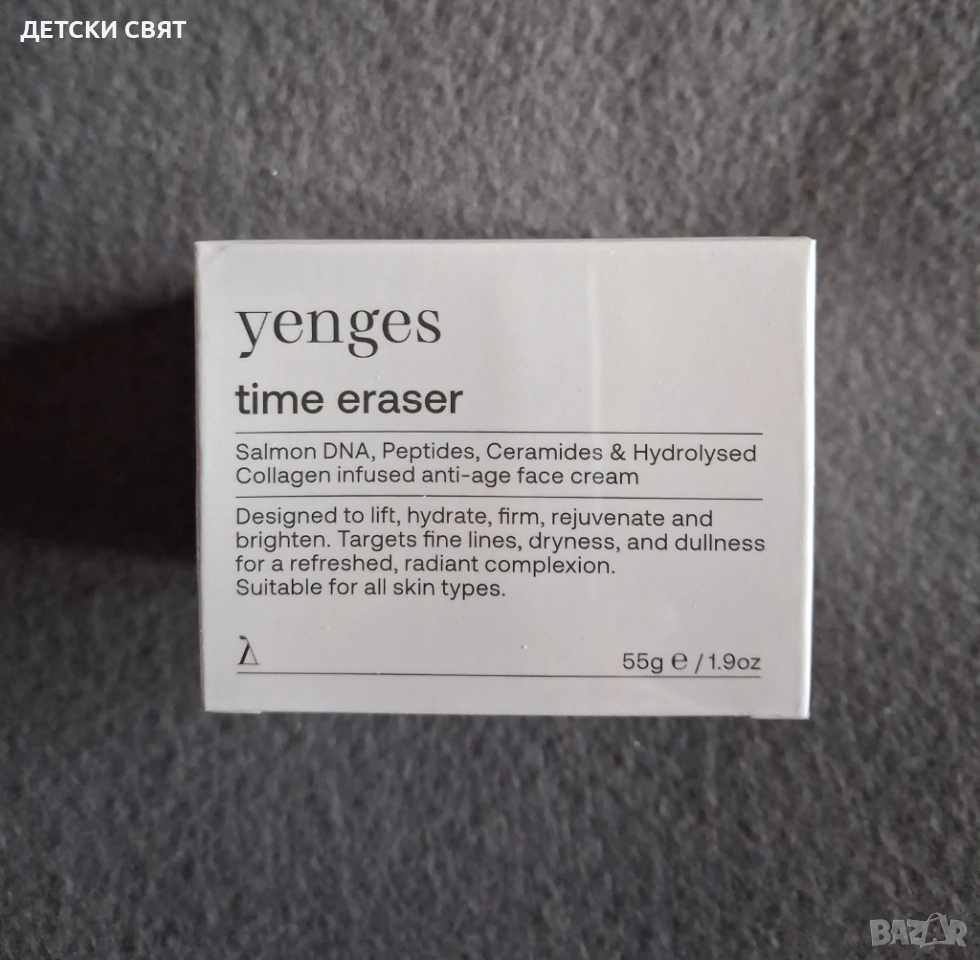 ДЕТСКИ СВЯТ
yenges
time eraser
Salmon DNA, Peptides, Ceramides & Hydrolysed
Collagen infused anti-age face cream
Designed to lift, hydrate, firm, rejuvenate and
brighten. Targets fine lines, dryness, and dullness
for a refreshed, radiant complexion.
Suitable for all skin types.
55g e / 1.9oz
BAZAR